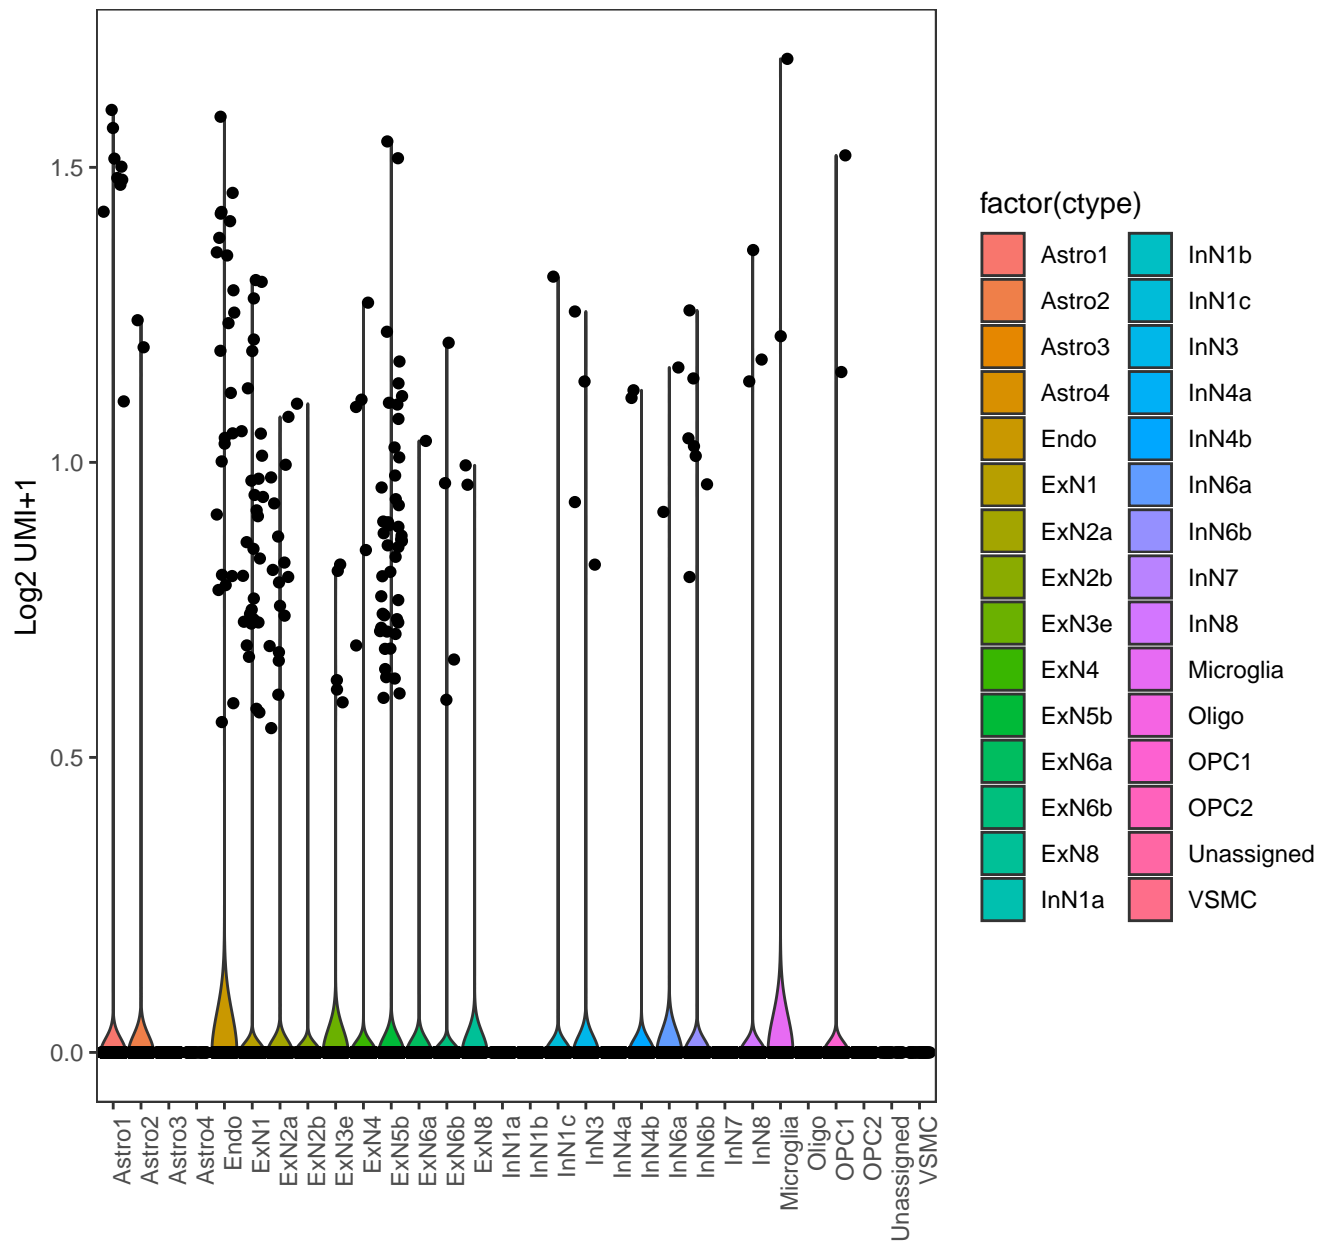 Log2 UMI+1
1.5
1.0
0.5
0.0
Astro1
Astro2
Astro3
Astro4
Endo
ExN1
ExN2a
ExN2b
ExN3e
ExN4
ExN5b
ExN6a
ExN6b
ExN8
InN1a
InN1b
InN1c
InN3
InN4a
InN4b
InN6a
InN6b
InN7
InN8
Microglia
Oligo
OPC1
OPC2
Unassigned
VSMC
factor(ctype)
Astro1
Astro2
Astro3
Astro4
Endo
ExN1
ExN2a
ExN2b
ExN3e
ExN4
ExN5b
ExN6a
ExN6b
ExN8
InN1a
InN1b
InN1c
InN3
InN4a
InN4b
InN6a
InN6b
InN7
InN8
Microglia
Oligo
OPC1
OPC2
Unassigned
VSMC